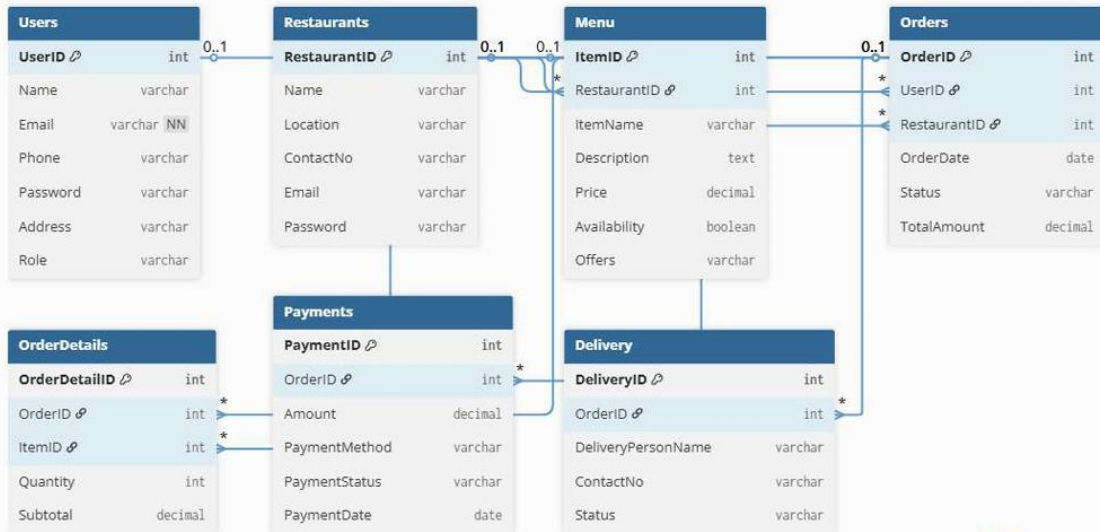 Users
UserID int
Name varchar
Email varchar NN
Phone varchar
Password varchar
Address varchar
Role varchar
0..1
Restaurants
RestaurantID int
Name varchar
Location varchar
ContactNo varchar
Email varchar
Password varchar
0..1
0..1
*
Menu
ItemID int
RestaurantID int
ItemName varchar
Description text
Price decimal
Availability boolean
Offers varchar
0..1
*
*
Orders
OrderID int
UserID int
RestaurantID int
OrderDate date
Status varchar
TotalAmount decimal
OrderDetails
OrderDetailID int
OrderID int
ItemID int
Quantity int
Subtotal decimal
*
*
Payments
PaymentID int
OrderID int
Amount decimal
PaymentMethod varchar
PaymentStatus varchar
PaymentDate date
*
Delivery
DeliveryID int
OrderID int
DeliveryPersonName varchar
ContactNo varchar
Status varchar
*